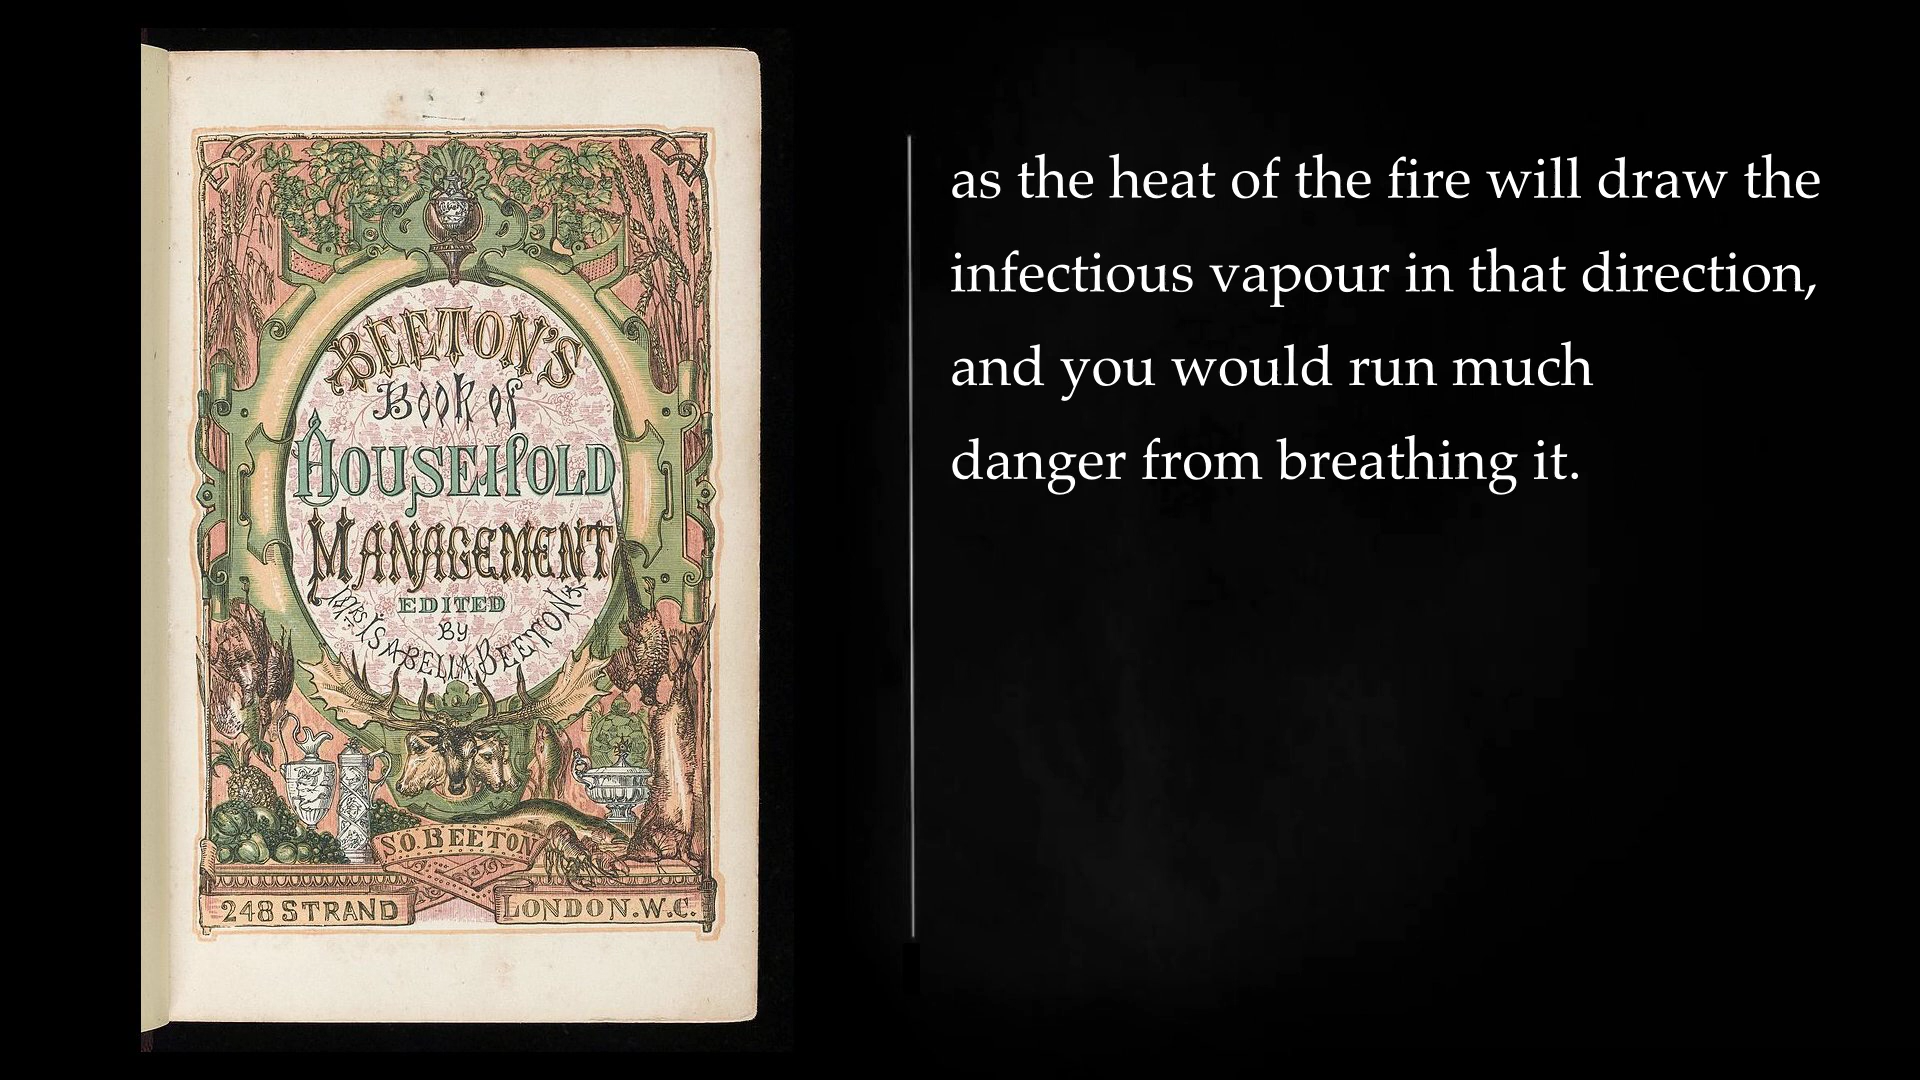 BEETON'S
Book of
HOUSEHOLD
MANAGEMENT
EDITED
BY
MRS ISABELLA BEETON
S.O. BEETON
248 STRAND
LONDON. W.C.
as the heat of the fire will draw the
infectious vapour in that direction,
and you would run much
danger from breathing it.